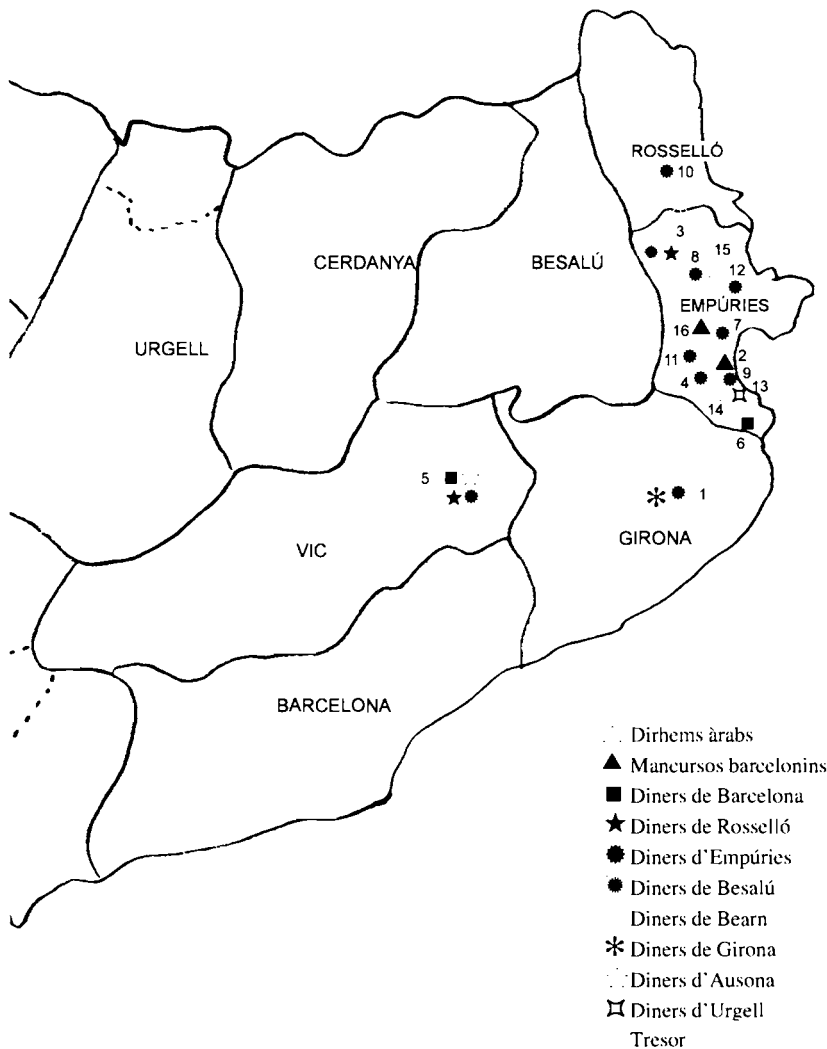 ROSSELLÓ
10
3
15
8
12
CERDANYA
BESALÚ
EMPÚRIES
16
7
URGELL
11
2
4
9
13
14
6
5
1
VIC
GIRONA
BARCELONA
Dirhems àrabs
Mancursos barcelonins
Diners de Barcelona
Diners de Rosselló
Diners d'Empúries
Diners de Besalú
Diners de Bearn
Diners de Girona
Diners d'Ausona
Diners d'Urgell
Tresor